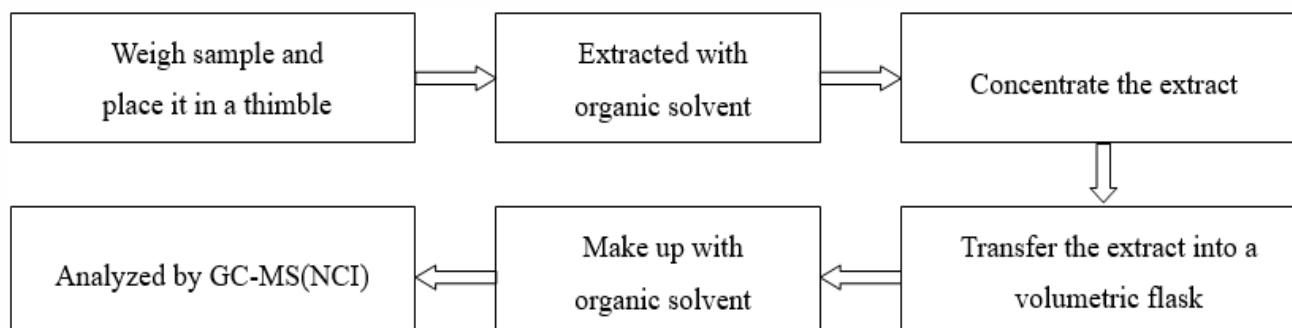 Weigh sample and
place it in a thimble
Extracted with
organic solvent
Concentrate the extract
Transfer the extract into a
volumetric flask
Make up with
organic solvent
Analyzed by GC-MS(NCI)